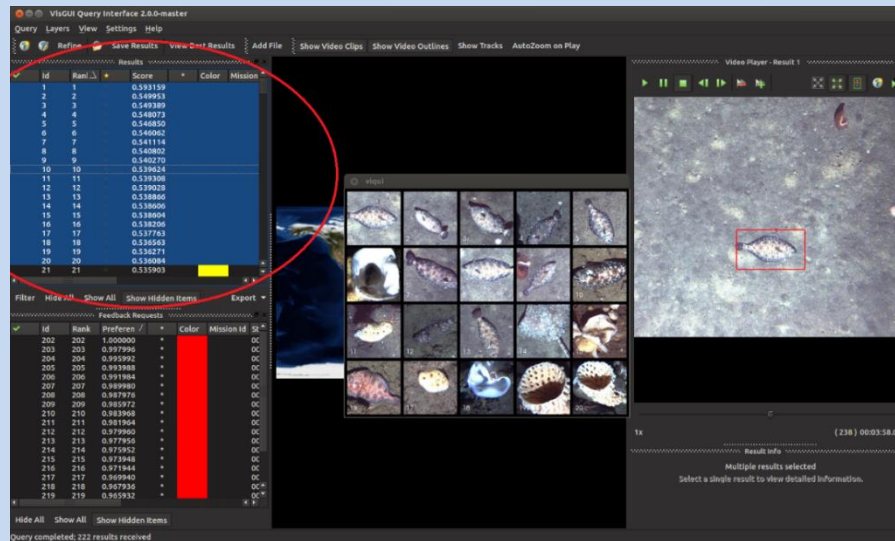 VisGUI Query Interface 2.0.0-master
Query Layers View Settings Help
Refine Save Results View Best Results Add File Show Video Clips Show Video Outlines Show Tracks AutoZoom on Play
Results
Id Rank * Score * Color Mission
1 1 0.593159
2 2 0.549953
3 3 0.549389
4 4 0.548073
5 5 0.546850
6 6 0.546062
7 7 0.541114
8 8 0.540802
9 9 0.540270
10 10 0.539624
11 11 0.539308
12 12 0.539028
13 13 0.538860
14 14 0.538606
15 15 0.538604
16 16 0.538206
17 17 0.537763
18 18 0.536563
19 19 0.536271
20 20 0.536084
21 21 0.535903
Filter Hide All Show All Show Hidden Items Export
Feedback Requests
Id Rank Preferen * Color Mission Id St
202 202 1.000000 *
203 203 0.997996 *
204 204 0.995992 *
205 205 0.993988 *
206 206 0.991984 *
207 207 0.989980 *
208 208 0.987976 *
209 209 0.985972 *
210 210 0.983968 *
211 211 0.981964 *
212 212 0.979960 *
213 213 0.977956 *
214 214 0.975952 *
215 215 0.973948 *
216 216 0.971944 *
217 217 0.969940 *
218 218 0.967936 *
219 219 0.965932 *
Hide All Show All Show Hidden Items
Query completed; 222 results received
viqui
10
11 12 13 14
17 18
Video Player - Result 1
1x (238) 00:03:58.
Result Info
Multiple results selected
Select a single result to view detailed information.